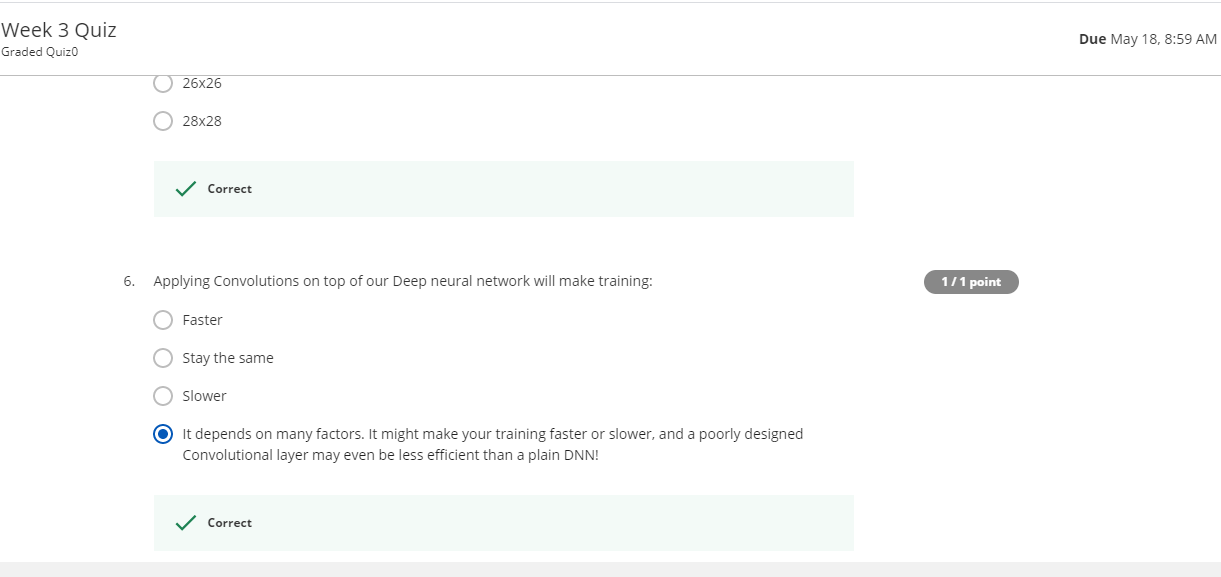 Week 3 Quiz
Graded Quiz0
Due May 18, 8:59 AM
26x26
28x28
Correct
6. Applying Convolutions on top of our Deep neural network will make training:
1 / 1 point
Faster
Stay the same
Slower
It depends on many factors. It might make your training faster or slower, and a poorly designed
Convolutional layer may even be less efficient than a plain DNN!
Correct